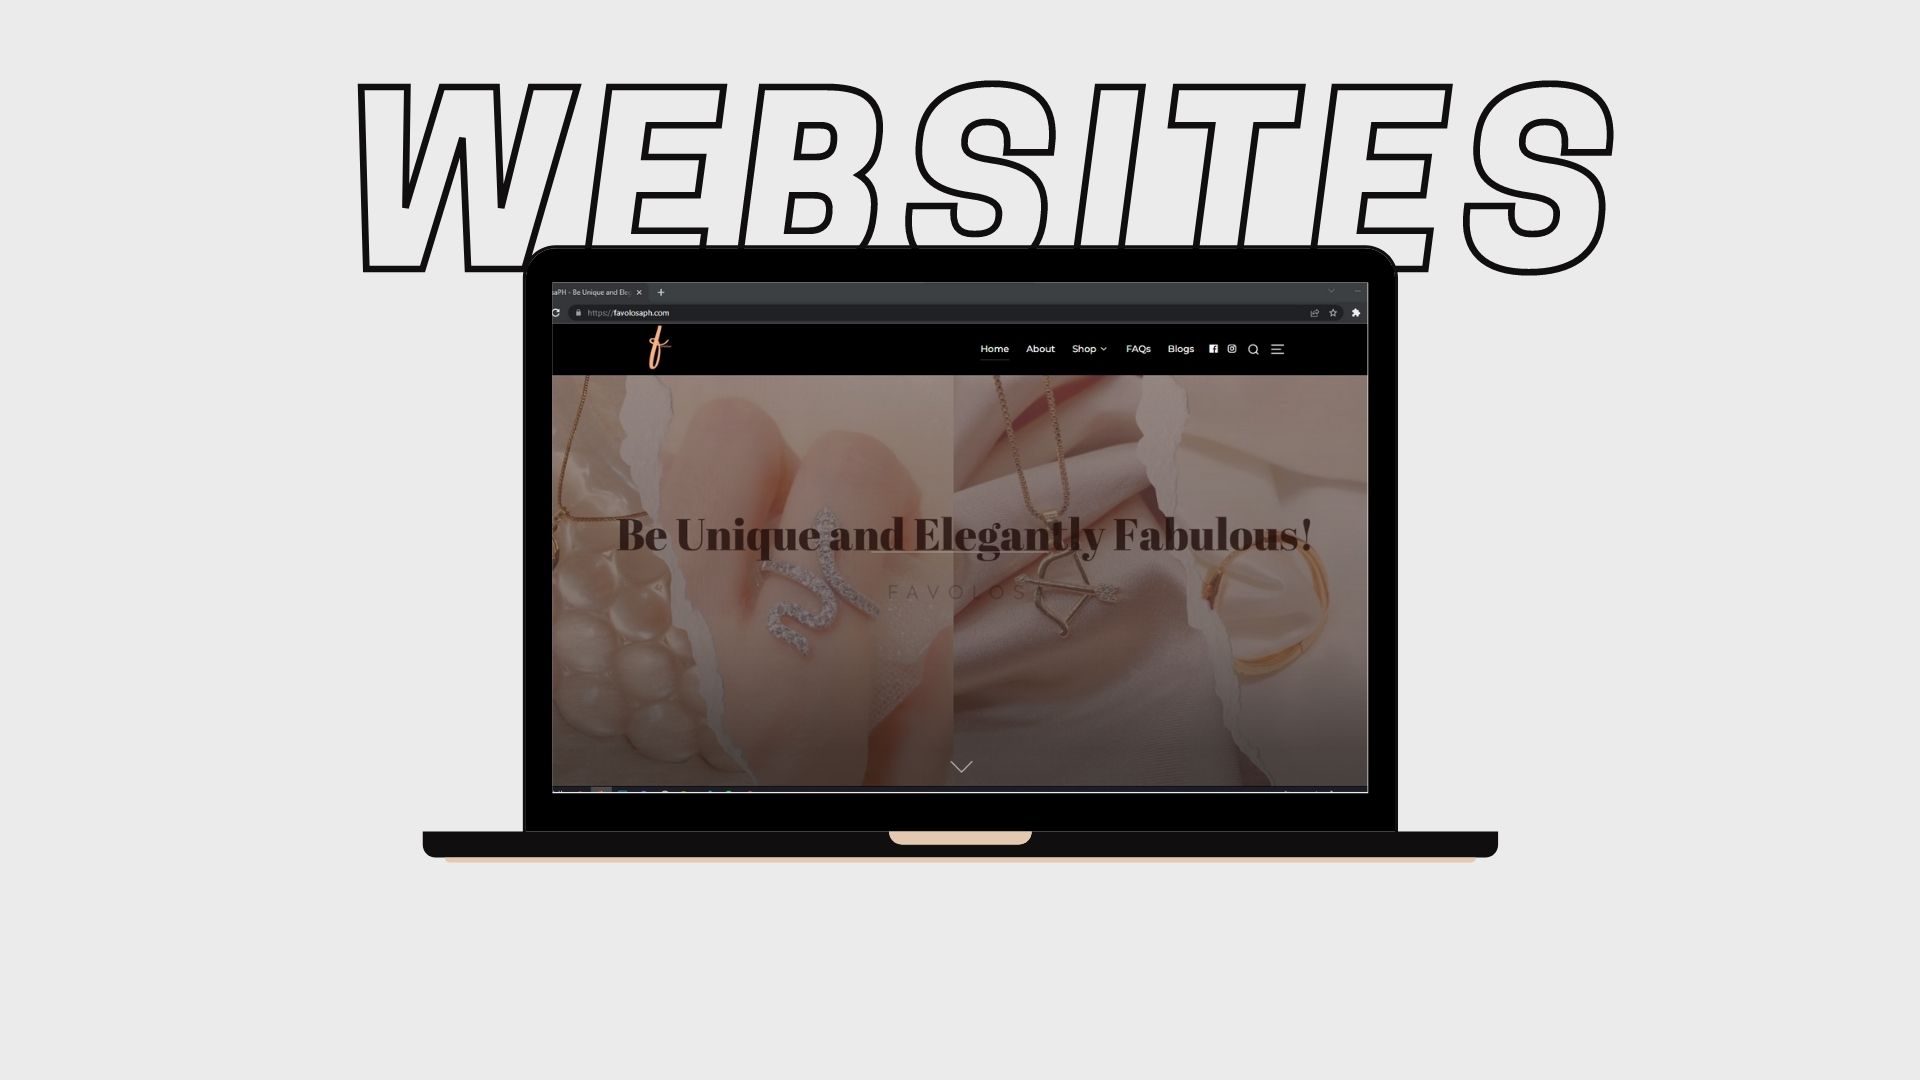 WEBSITES
saPH - Be Unique and Ele
https://favolosaph.com
f
Home About Shop FAQs Blogs
Be Unique and Elegantly Fabulous!
FAVOLOSA